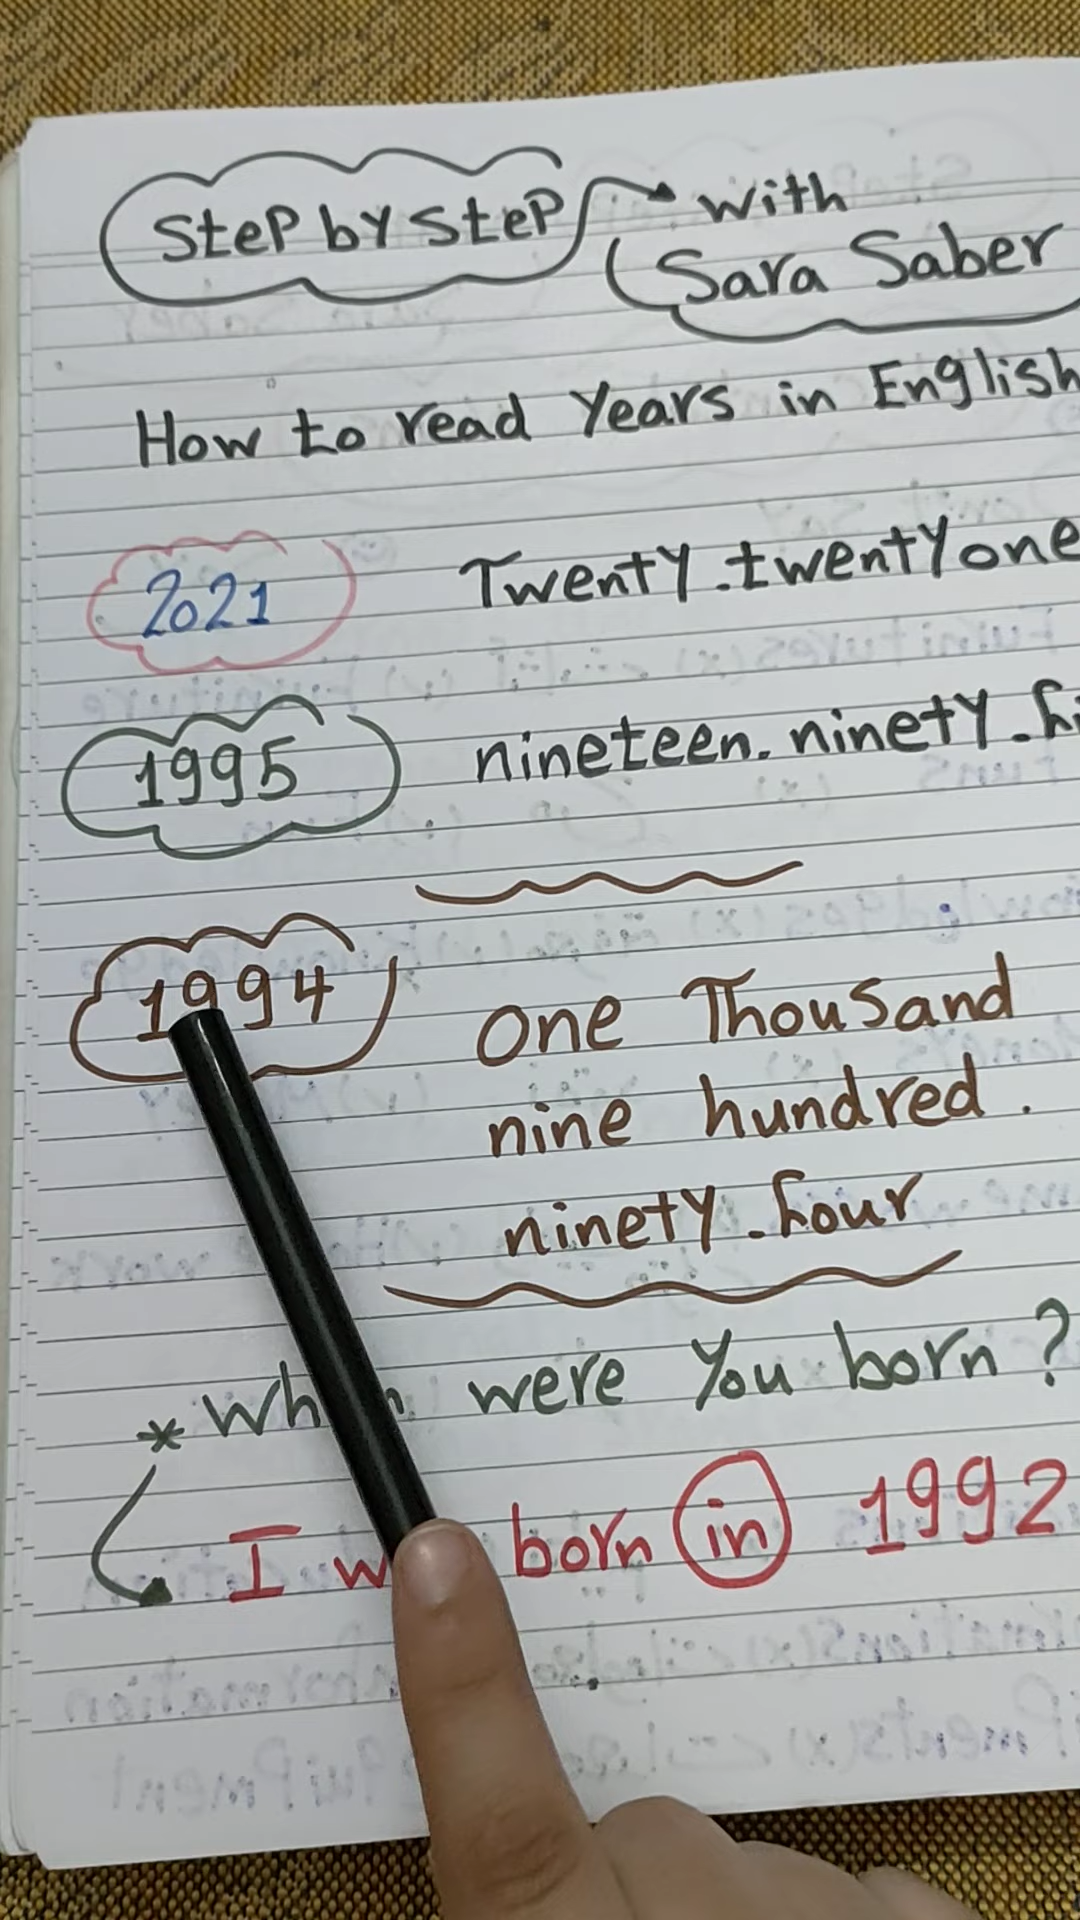 Step by step with
Sara Saber
How to read years in English
2021 Twenty.twenty one
1995 nineteen.ninety-fi
1994 one Thousand
nine hundred.
ninety-four
* Wh were you born ?
I w born in 1992